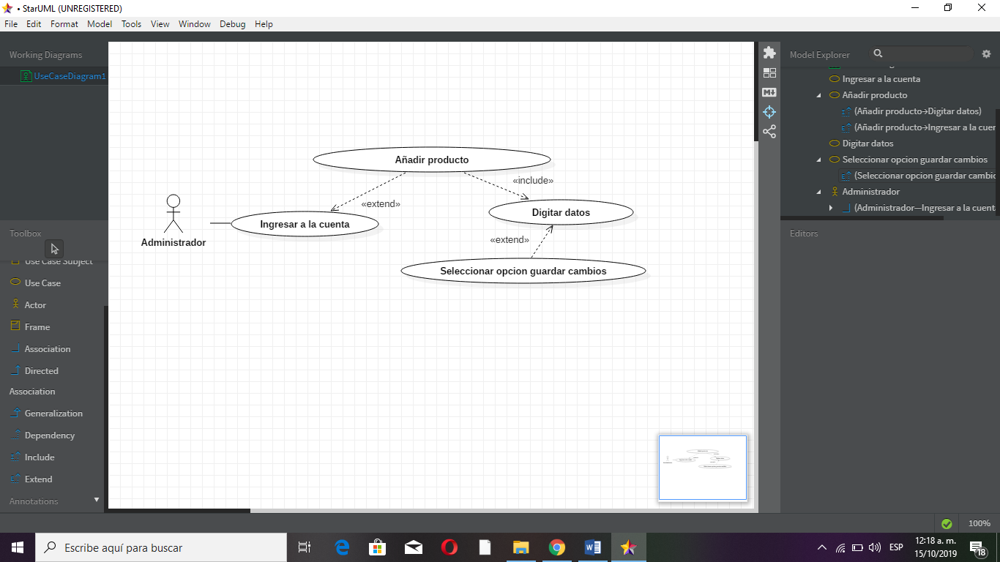 • StarUML (UNREGISTERED)
File Edit Format Model Tools View Window Debug Help
Working Diagrams
UseCaseDiagram1
Toolbox
Use Case Subject
Use Case
Actor
Frame
Association
Directed
Association
Generalization
Dependency
Include
Extend
Annotations
Añadir producto
«include»
«extend»
Digitar datos
Ingresar a la cuenta
Administrador
«extend»
Seleccionar opcion guardar cambios
Model Explorer
Ingresar a la cuenta
Añadir producto
(Añadir producto→Digitar datos)
(Añadir producto→Ingresar a la cuer
Digitar datos
Seleccionar opcion guardar cambios
(Seleccionar opcion guardar cambio
Administrador
(Administrador—Ingresar a la cuent
Editors
100%
Escribe aquí para buscar
ESP
12:18 a. m.
15/10/2019
18